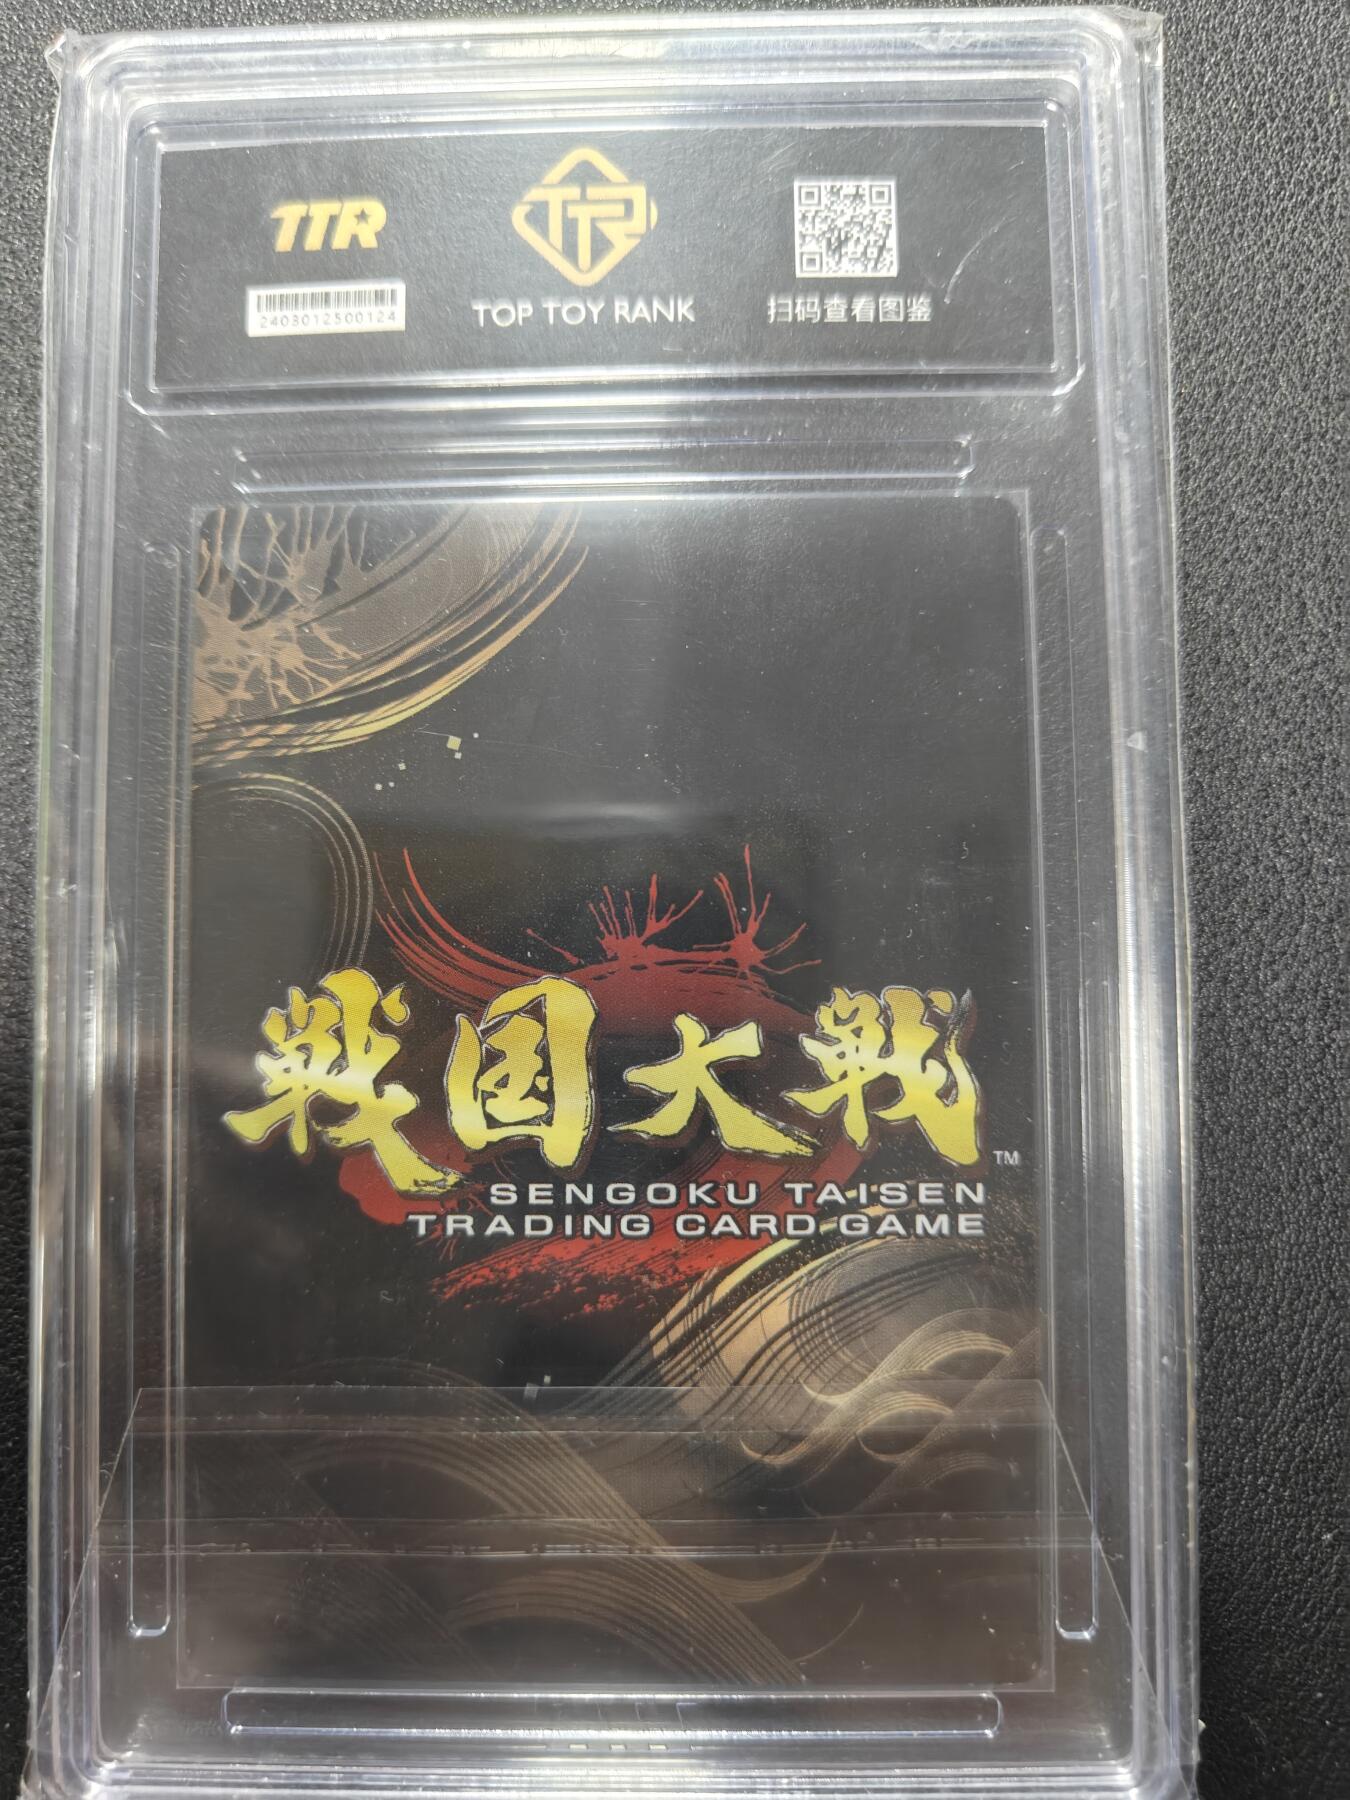 TTR
TTR
2403012500124
TOP TOY RANK
扫码查看图鉴
戦国大戦
TM
SENGOKU TAISEN
TRADING CARD GAME